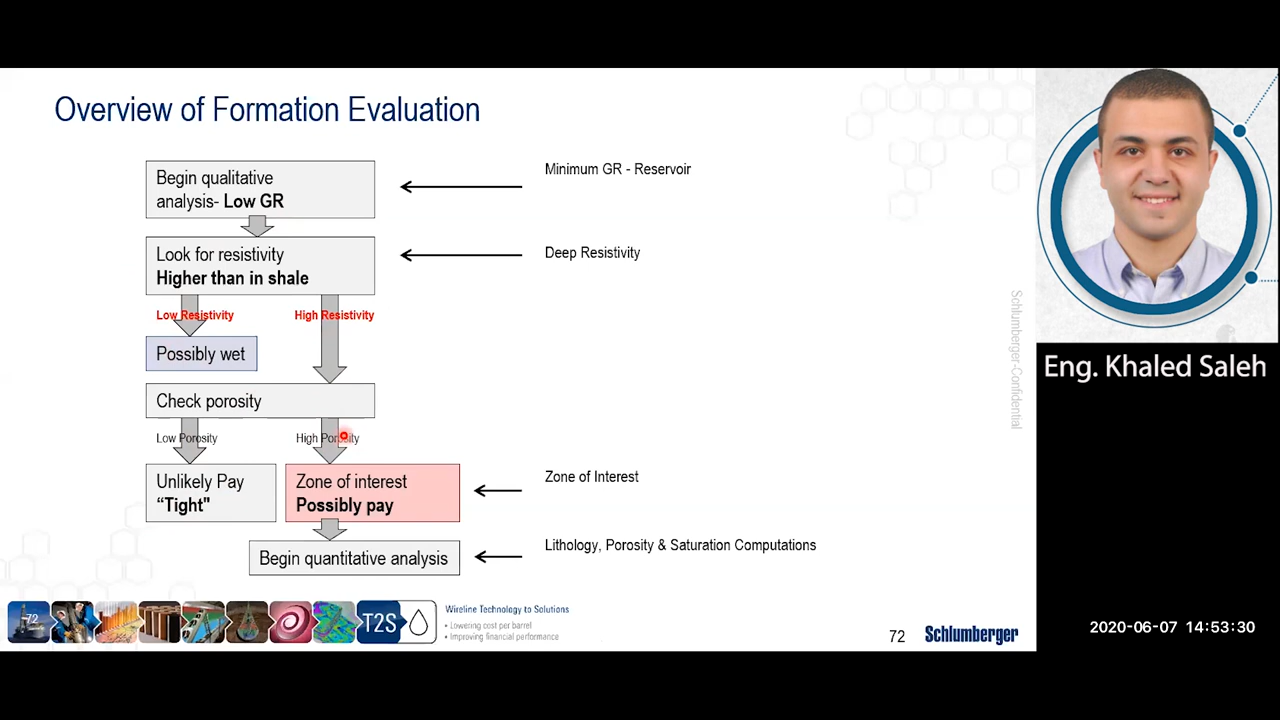 Overview of Formation Evaluation
Begin qualitative
analysis- Low GR
Minimum GR - Reservoir
Look for resistivity
Higher than in shale
Deep Resistivity
Low Resistivity
High Resistivity
Possibly wet
Check porosity
Low Porosity
High Porosity
Unlikely Pay
“Tight"
Zone of interest
Possibly pay
Zone of Interest
Begin quantitative analysis
Lithology, Porosity & Saturation Computations
Schlumberger-Confidential
72
T2S
Wireline Technology to Solutions
• Lowering cost per barrel
• Improving financial performance
72
Schlumberger
Eng. Khaled Saleh
2020-06-07 14:53:30